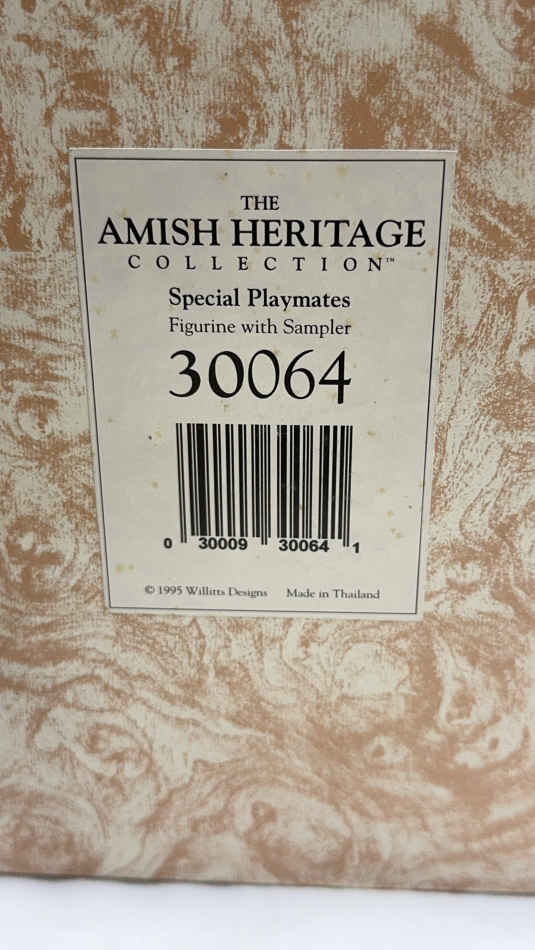 THE
AMISH HERITAGE
COLLECTION™
Special Playmates
Figurine with Sampler
30064
0 30009 30064 1
© 1995 Willitts Designs Made in Thailand